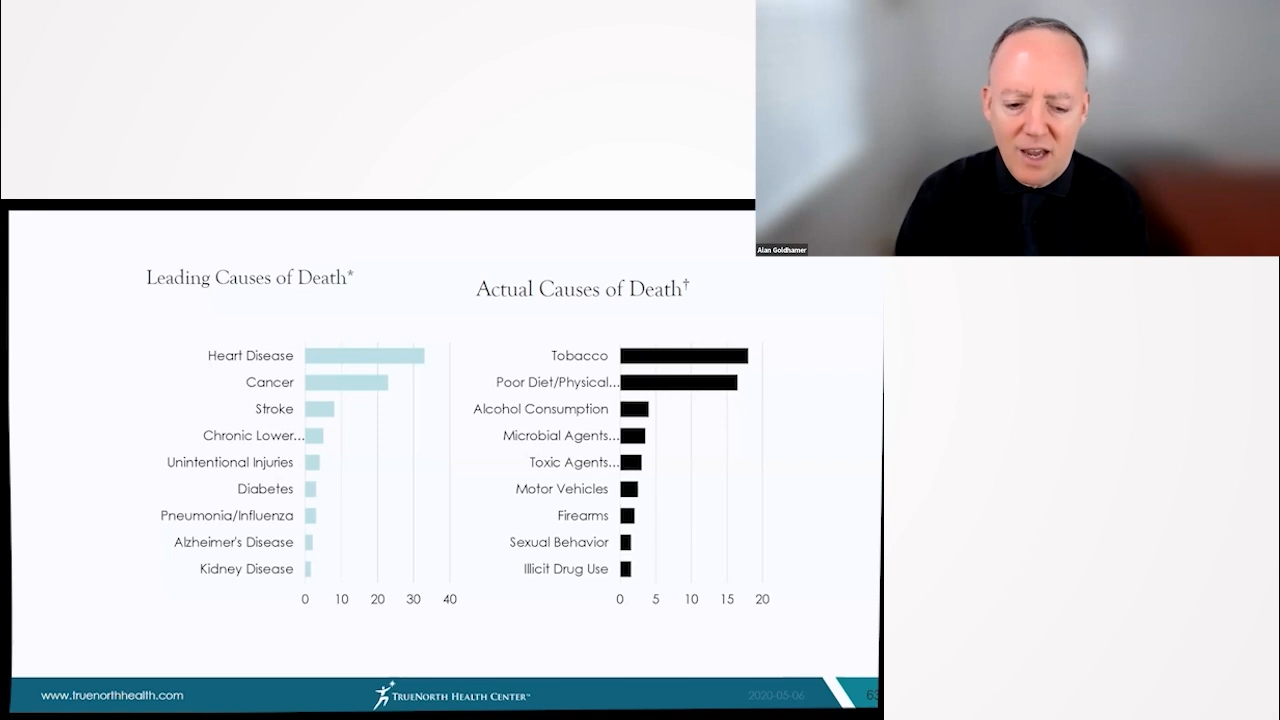 Alan Goldhamer
Leading Causes of Death*
Heart Disease
Cancer
Stroke
Chronic Lower...
Unintentional Injuries
Diabetes
Pneumonia/Influenza
Alzheimer's Disease
Kidney Disease
0 10 20 30 40
Actual Causes of Death†
Tobacco
Poor Diet/Physical...
Alcohol Consumption
Microbial Agents...
Toxic Agents...
Motor Vehicles
Firearms
Sexual Behavior
Illicit Drug Use
0 5 10 15 20
www.truenorthhealth.com
TRUENORTH HEALTH CENTER™
2020-05-06
63